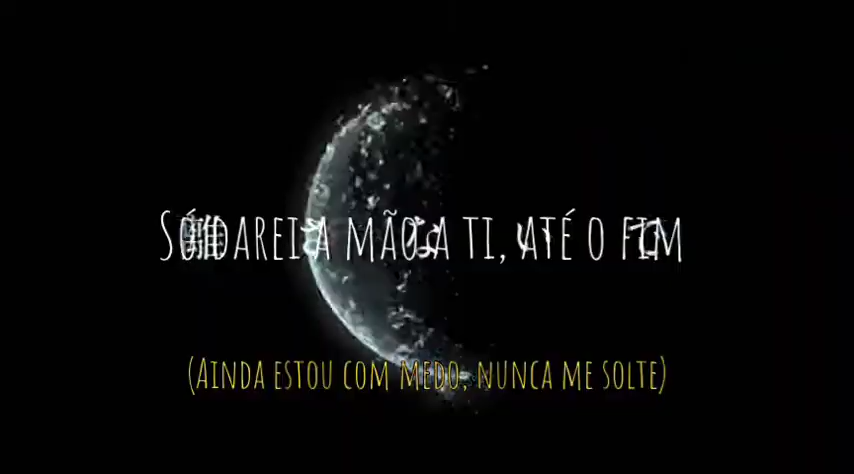 Só darei a mão a ti, até o fim
(Ainda estou com medo, nunca me solte)